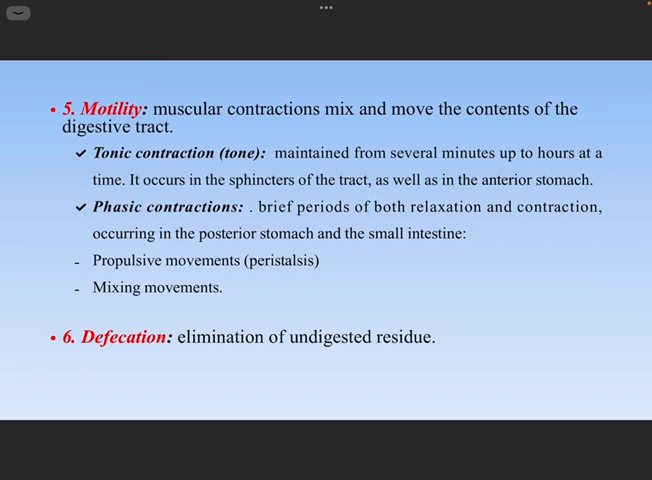 • 5. Motility: muscular contractions mix and move the contents of the
digestive tract.
✓ Tonic contraction (tone): maintained from several minutes up to hours at a
time. It occurs in the sphincters of the tract, as well as in the anterior stomach.
✓ Phasic contractions: . brief periods of both relaxation and contraction,
occurring in the posterior stomach and the small intestine:
- Propulsive movements (peristalsis)
- Mixing movements.
• 6. Defecation: elimination of undigested residue.